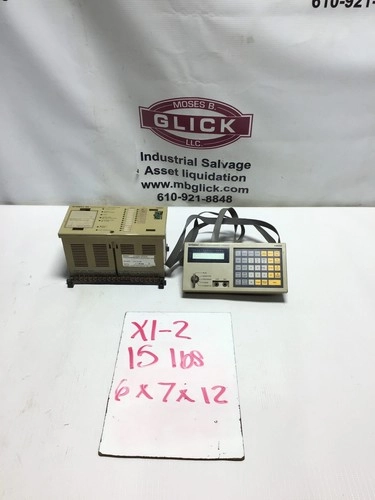 610-921-
MOSES B.
GLICK
LLC
Industrial Salvage
Asset liquidation
www.mbglick.com
610-921-8848
X1-2
15 lbs
6 x 7 x 12